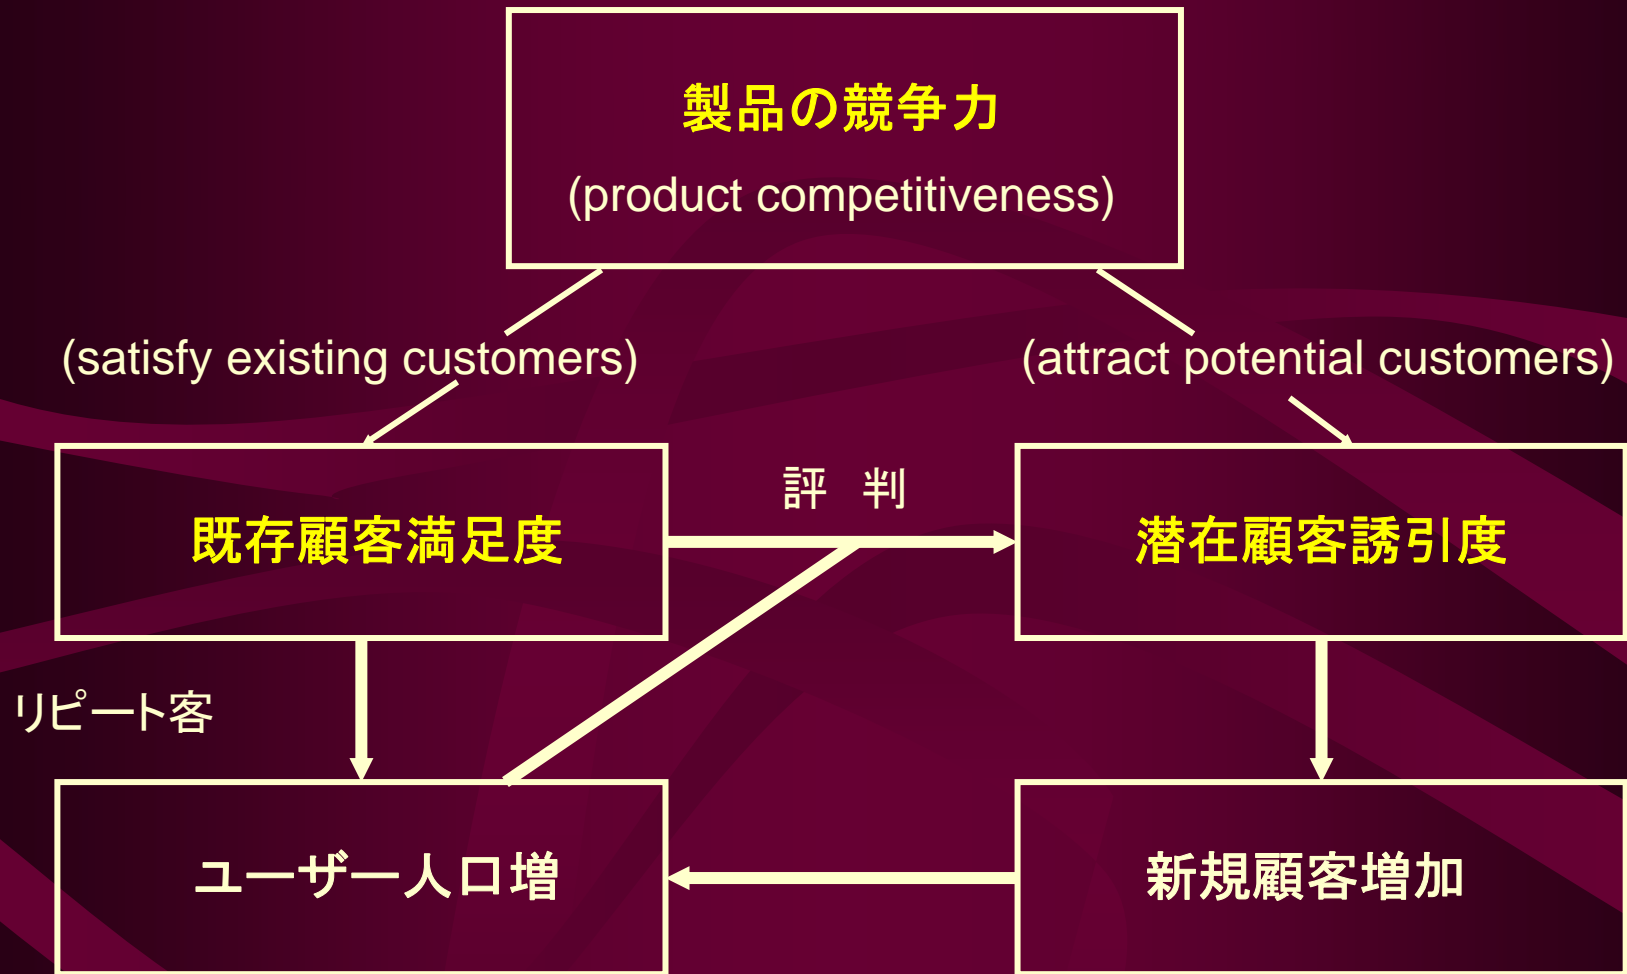 製品の競争力
(product competitiveness)
(satisfy existing customers)
(attract potential customers)
評 判
既存顧客満足度
潜在顧客誘引度
リピート客
ユーザー人口増
新規顧客増加